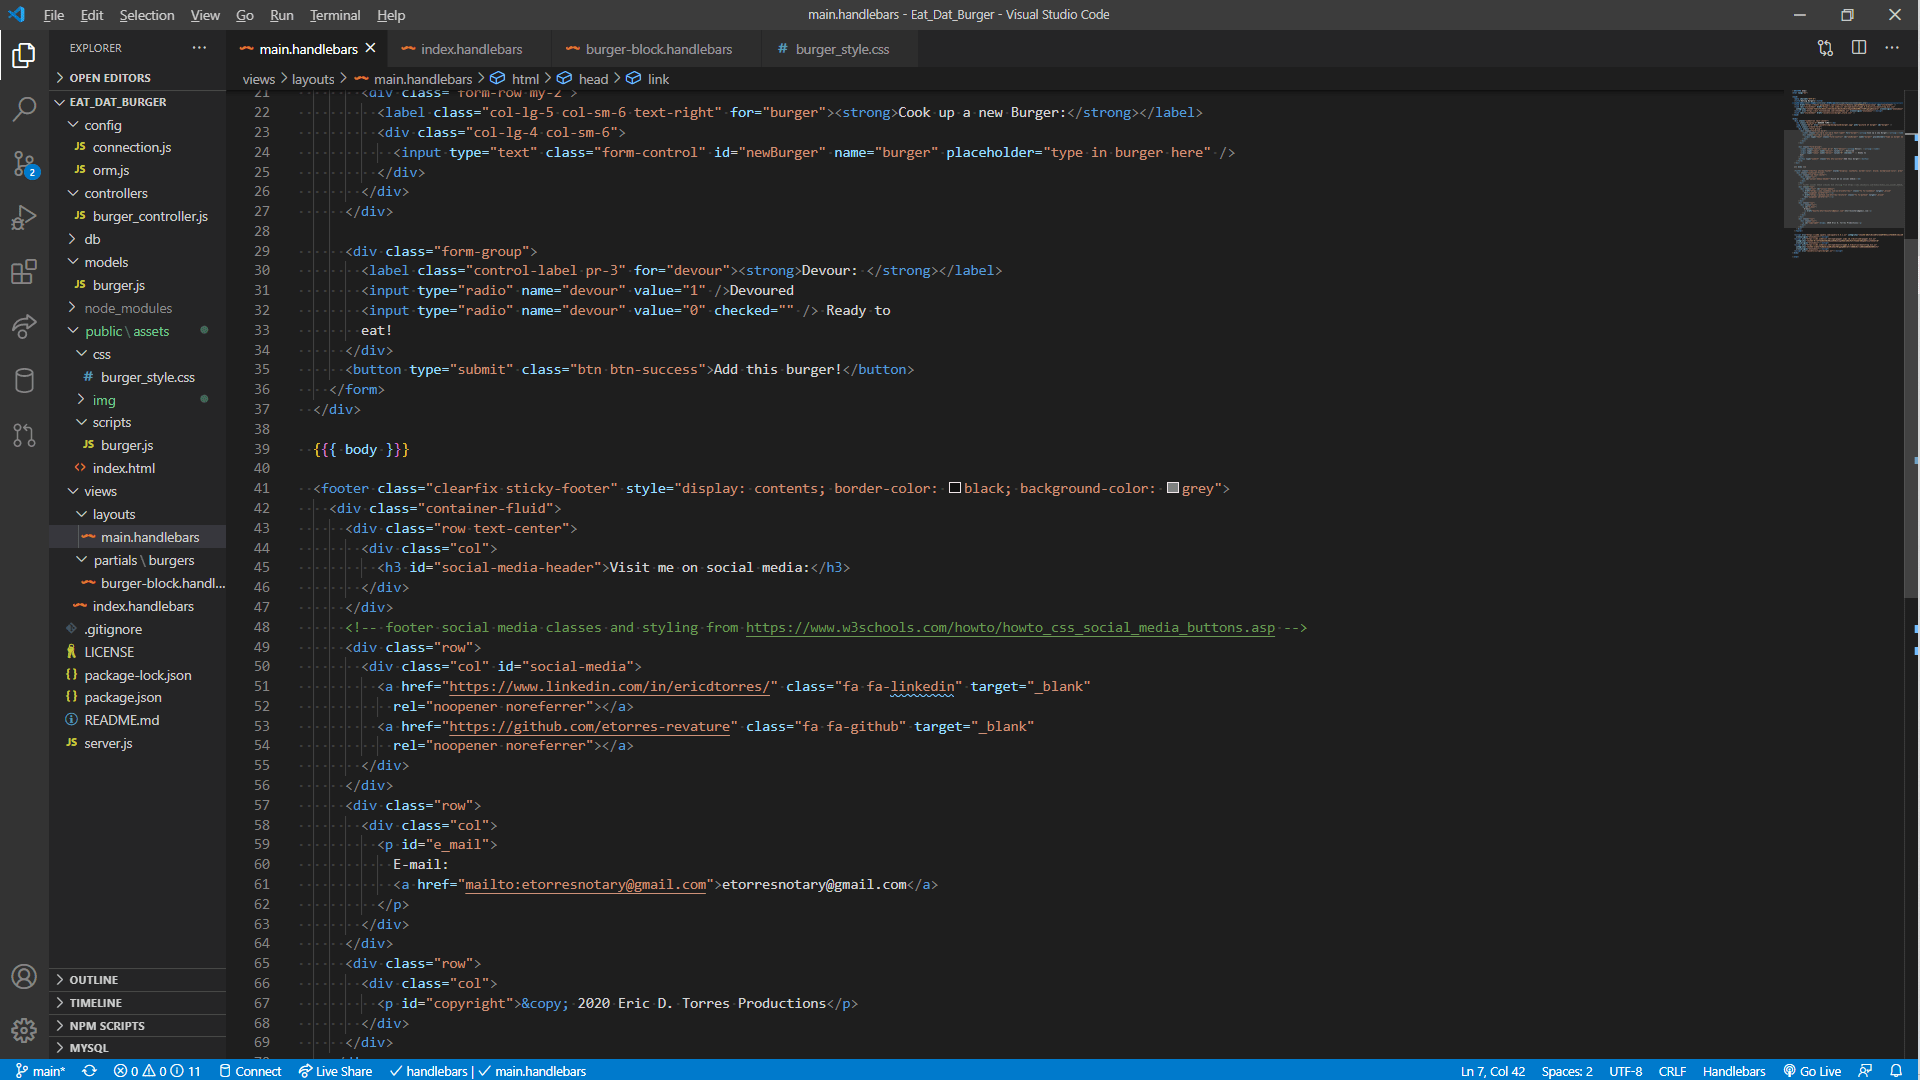 File Edit Selection View Go Run Terminal Help
main.handlebars - Eat_Dat_Burger - Visual Studio Code
EXPLORER
OPEN EDITORS
EAT_DAT_BURGER
config
JS connection.js
JS orm.js
controllers
JS burger_controller.js
db
models
JS burger.js
node_modules
public \ assets
css
# burger_style.css
img
scripts
JS burger.js
<> index.html
views
layouts
main.handlebars
partials \ burgers
burger-block.handl...
index.handlebars
.gitignore
LICENSE
{} package-lock.json
{} package.json
README.md
JS server.js
OUTLINE
TIMELINE
NPM SCRIPTS
MYSQL
2
main.handlebars index.handlebars burger-block.handlebars # burger_style.css
views > layouts > main.handlebars > html > head > link
21 <div class="form-row my-2">
22 <label class="col-lg-5 col-sm-6 text-right" for="burger"><strong>Cook up a new Burger:</strong></label>
23 <div class="col-lg-4 col-sm-6">
24 <input type="text" class="form-control" id="newBurger" name="burger" placeholder="type in burger here" />
25 </div>
26 </div>
27 </div>
28
29 <div class="form-group">
30 <label class="control-label pr-3" for="devour"><strong>Devour: </strong></label>
31 <input type="radio" name="devour" value="1" />Devoured
32 <input type="radio" name="devour" value="0" checked="" /> Ready to
33 eat!
34 </div>
35 <button type="submit" class="btn btn-success">Add this burger!</button>
36 </form>
37 </div>
38
39 {{{ body }}}
40
41 <footer class="clearfix sticky-footer" style="display: contents; border-color: black; background-color: grey">
42 <div class="container-fluid">
43 <div class="row text-center">
44 <div class="col">
45 <h3 id="social-media-header">Visit me on social media:</h3>
46 </div>
47 </div>
48 <!-- footer social media classes and styling from https://www.w3schools.com/howto/howto_css_social_media_buttons.asp -->
49 <div class="row">
50 <div class="col" id="social-media">
51 <a href="https://www.linkedin.com/in/ericdtorres/" class="fa fa-linkedin" target="_blank"
52 rel="noopener noreferrer"></a>
53 <a href="https://github.com/etorres-revature" class="fa fa-github" target="_blank"
54 rel="noopener noreferrer"></a>
55 </div>
56 </div>
57 <div class="row">
58 <div class="col">
59 <p id="e_mail">
60 E-mail:
61 <a href="mailto:etorresnotary@gmail.com">etorresnotary@gmail.com</a>
62 </p>
63 </div>
64 </div>
65 <div class="row">
66 <div class="col">
67 <p id="copyright">&copy; 2020 Eric D. Torres Productions</p>
68 </div>
69 </div>
main* 0 0 11 Connect Live Share handlebars | main.handlebars
Ln 7, Col 42 Spaces: 2 UTF-8 CRLF Handlebars Go Live